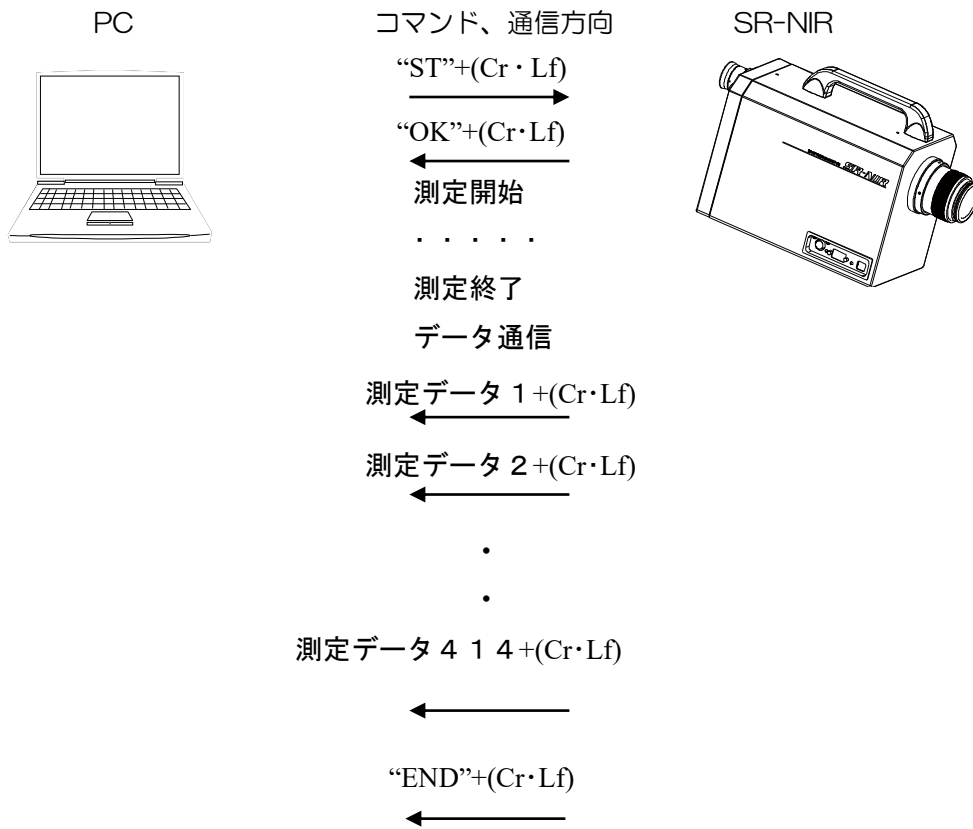 PC コマンド、通信方向 SR-NIR
“ST”+(Cr・Lf)
“OK”+(Cr・Lf)
測定開始
SR-NIR
・・・・・
測定終了
データ通信
測定データ１+(Cr・Lf)
測定データ２+(Cr・Lf)
・
・
測定データ４１４+(Cr・Lf)
“END”+(Cr・Lf)